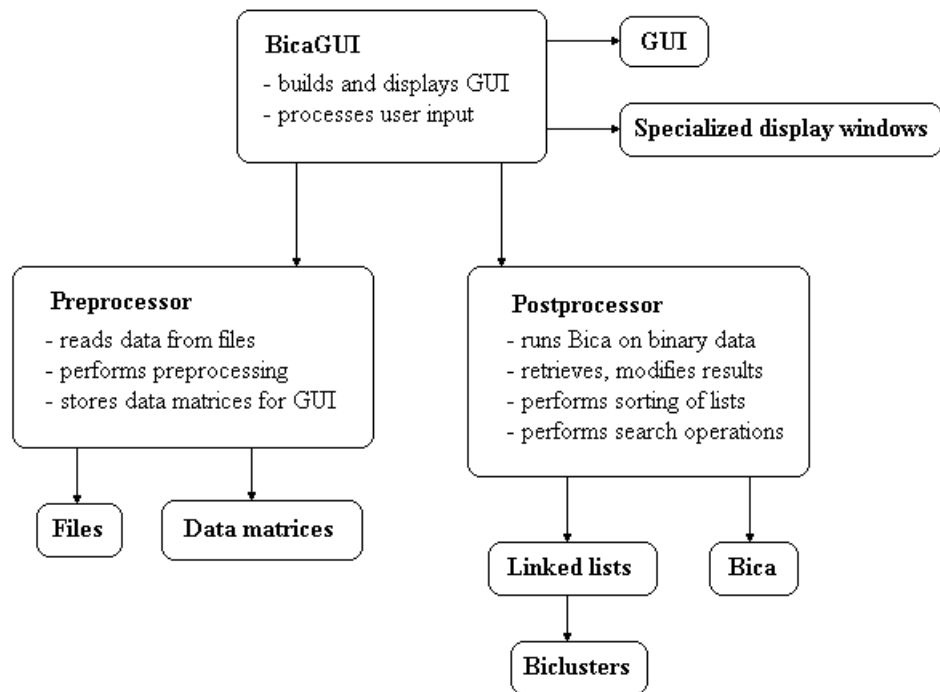 BicaGUI
- builds and displays GUI
- processes user input
GUI
Specialized display windows
Preprocessor
- reads data from files
- performs preprocessing
- stores data matrices for GUI
Postprocessor
- runs Bica on binary data
- retrieves, modifies results
- performs sorting of lists
- performs search operations
Files
Data matrices
Linked lists
Bica
Biclusters